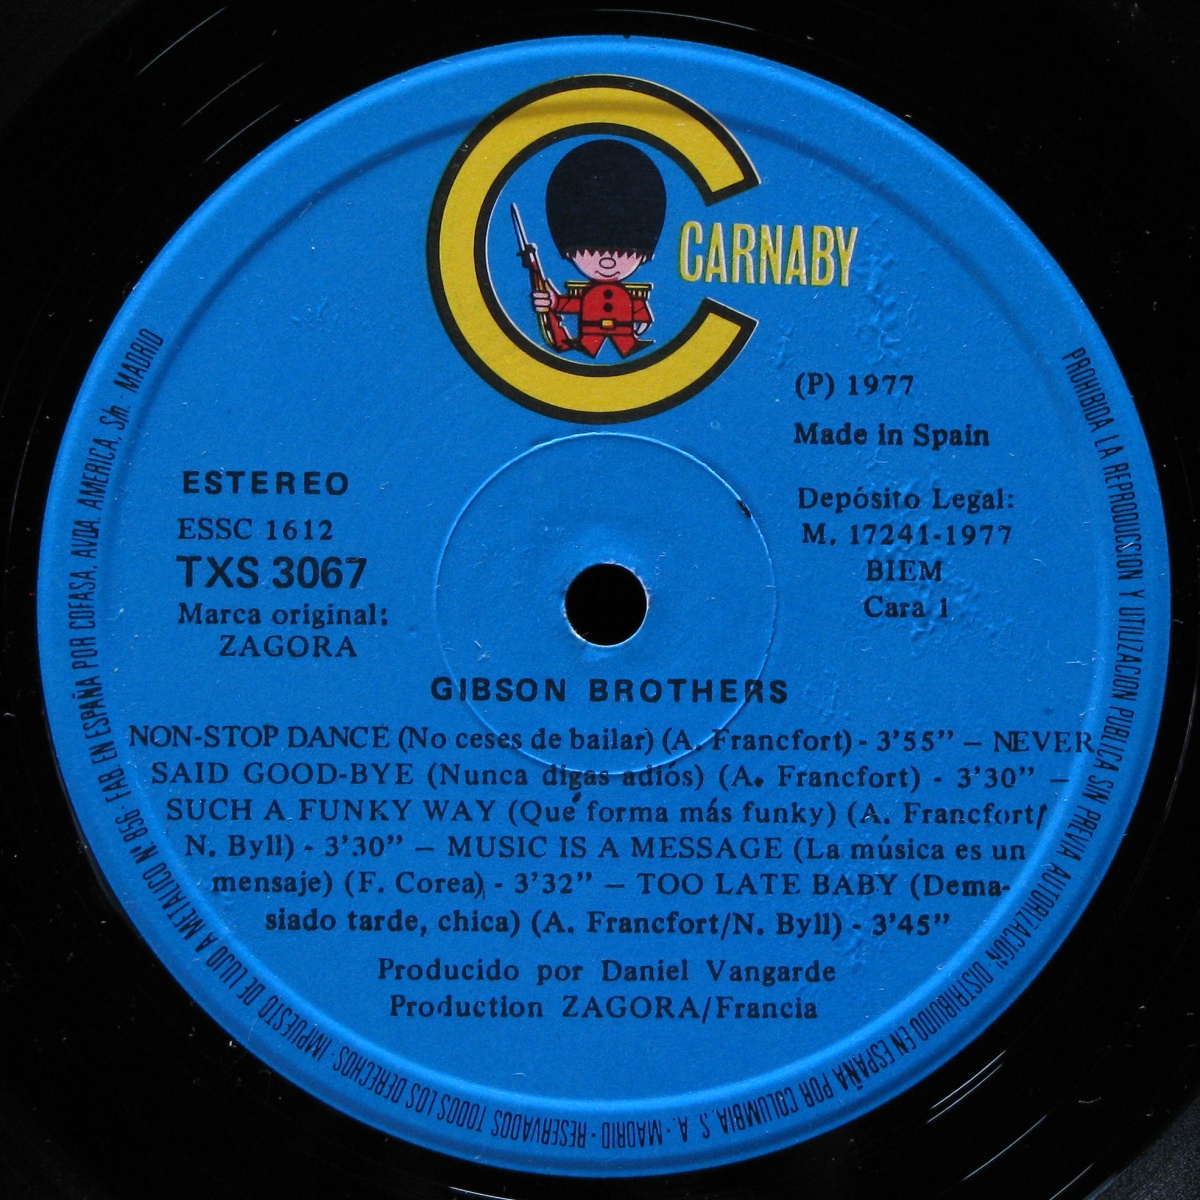 CARNABY
(P) 1977
Made in Spain
ESTEREO
ESSC 1612
TXS 3067
Marca original:
ZAGORA
Depósito Legal:
M. 17241-1977
BIEM
Cara 1
GIBSON BROTHERS
NON-STOP DANCE (No ceses de bailar) (A. Francfort) - 3'55" – NEVER
SAID GOOD-BYE (Nunca digas adíos) (A. Francfort) - 3'30" –
SUCH A FUNKY WAY (Qué forma más funky) (A. Francfort/
N. Byll) - 3'30" – MUSIC IS A MESSAGE (La música es un
mensaje) (F. Corea) - 3'32" – TOO LATE BABY (Dema-
siado tarde, chica) (A. Francfort/N. Byll) - 3'45"
Producido por Daniel Vangarde
Production ZAGORA/Francia
PROHIBIDA LA REPRODUCCION Y UTILIZACION PUBLICA SIN PREVIA AUTORIZACION · DISTRIBUIDO EN ESPAÑA POR COLUMBIA, S. A. - MADRID · RESERVADOS TODOS LOS DERECHOS · IMPUESTO DE LUJO A METALICO N.º 856 · FAB. EN ESPAÑA POR COFASA, AVDA. AMERICA, S/n. - MADRID